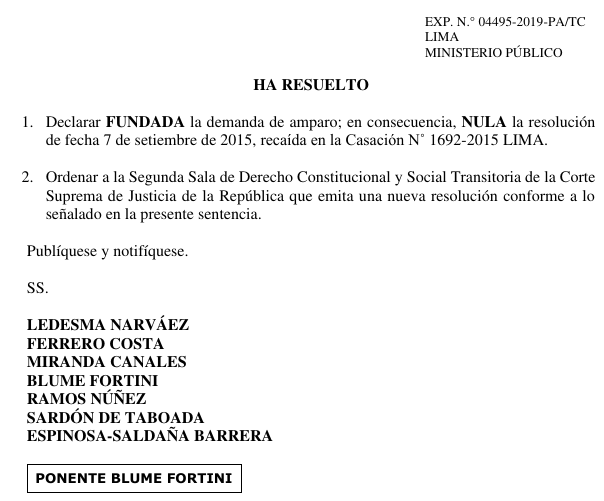 EXP. N.° 04495-2019-PA/TC
LIMA
MINISTERIO PÚBLICO
HA RESUELTO
1. Declarar FUNDADA la demanda de amparo; en consecuencia, NULA la resolución
de fecha 7 de setiembre de 2015, recaída en la Casación N° 1692-2015 LIMA.
2. Ordenar a la Segunda Sala de Derecho Constitucional y Social Transitoria de la Corte
Suprema de Justicia de la República que emita una nueva resolución conforme a lo
señalado en la presente sentencia.
Publíquese y notifíquese.
SS.
LEDESMA NARVÁEZ
FERRERO COSTA
MIRANDA CANALES
BLUME FORTINI
RAMOS NÚÑEZ
SARDÓN DE TABOADA
ESPINOSA-SALDAÑA BARRERA
PONENTE BLUME FORTINI